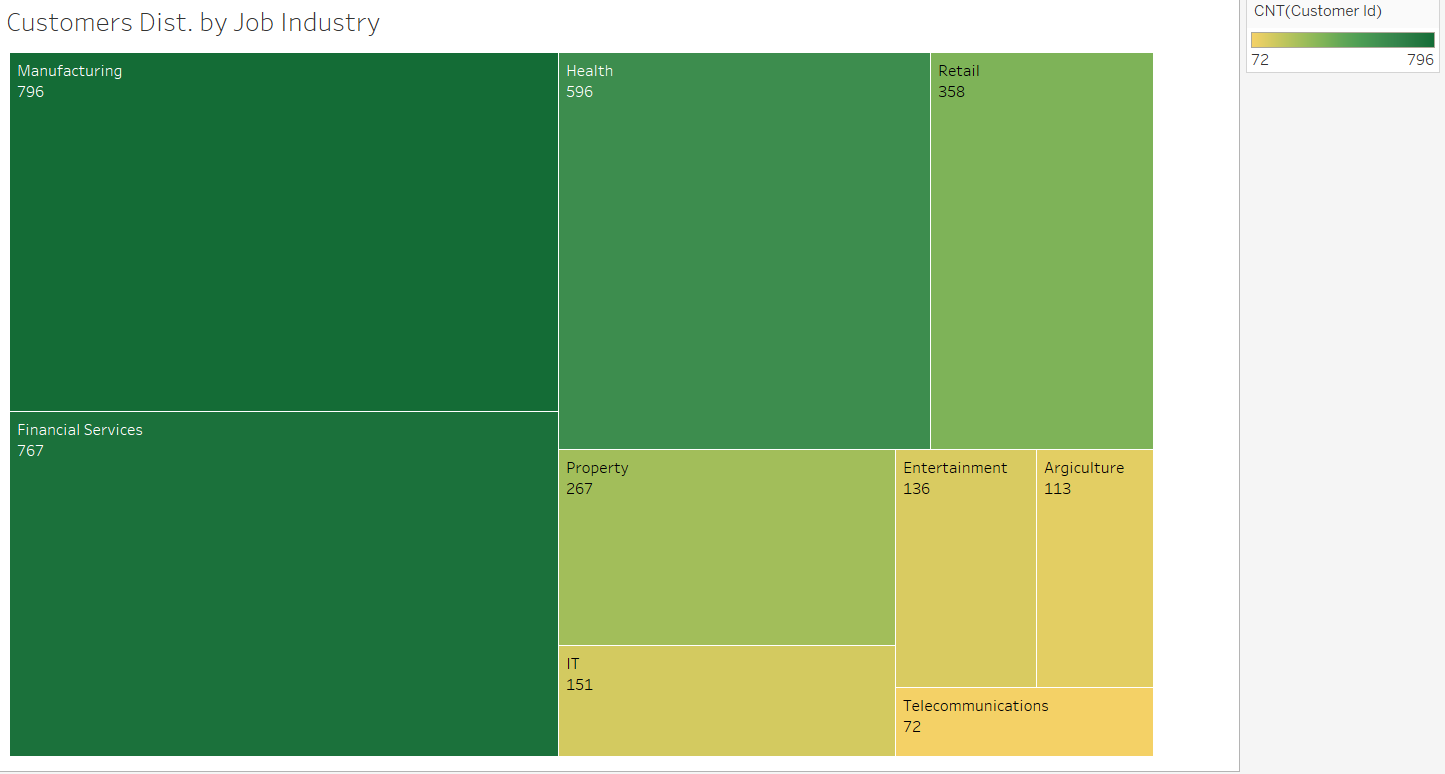 Customers Dist. by Job Industry
CNT(Customer Id)
72 796
Manufacturing
796
Health
596
Retail
358
Financial Services
767
Property
267
Entertainment
136
Argiculture
113
IT
151
Telecommunications
72